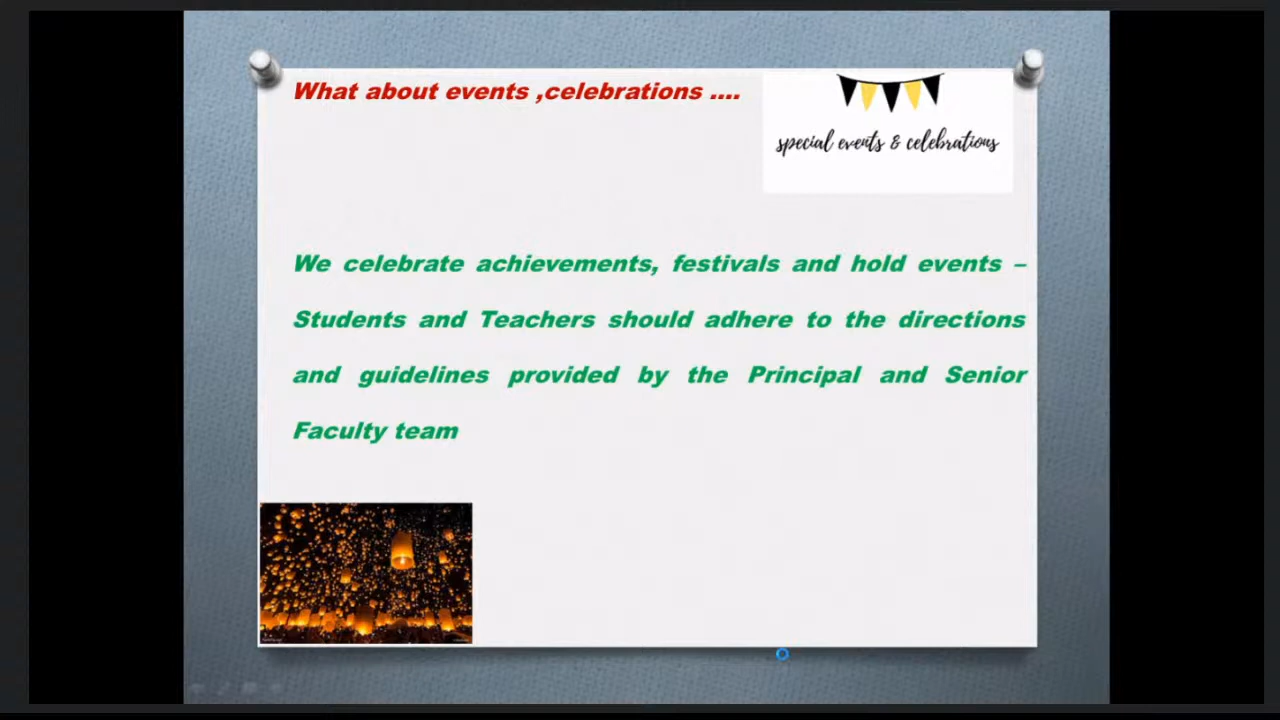 What about events ,celebrations ....
special events & celebrations
We celebrate achievements, festivals and hold events –
Students and Teachers should adhere to the directions
and guidelines provided by the Principal and Senior
Faculty team